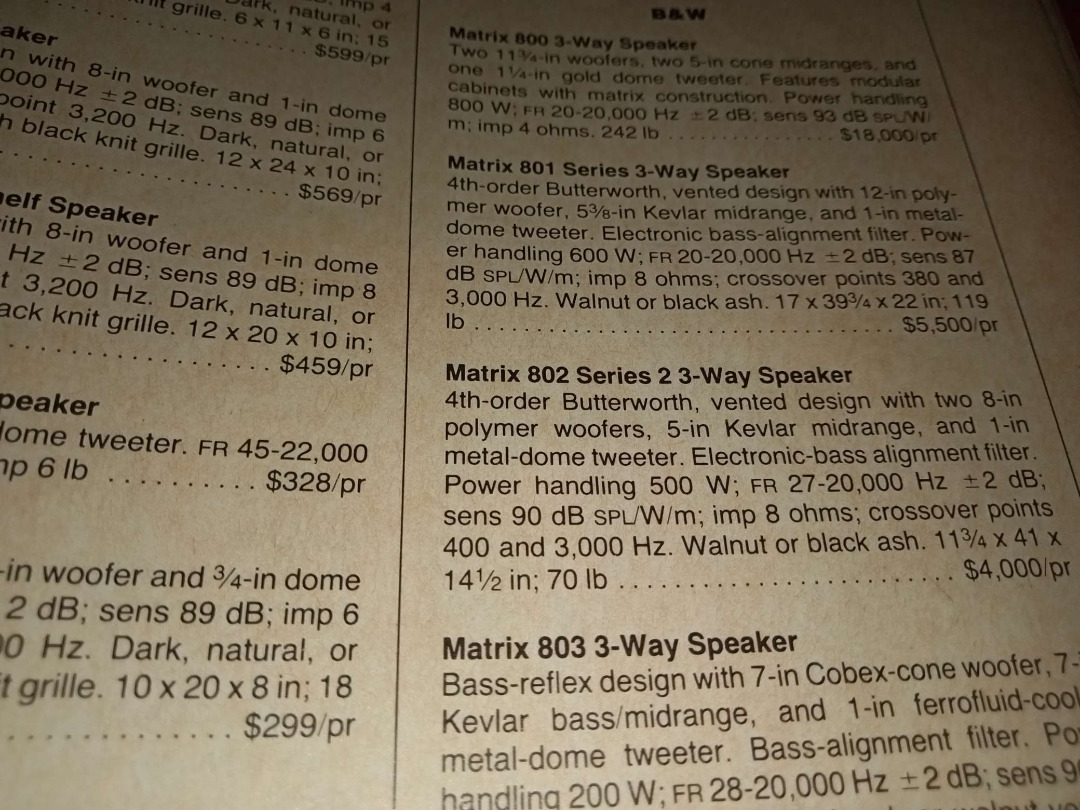 Dark, natural, or
grille. 6 x 11 x 6 in; 15
$599/pr
aker
n with 8-in woofer and 1-in dome
000 Hz ±2 dB; sens 89 dB; imp 6
point 3,200 Hz. Dark, natural, or
h black knit grille. 12 x 24 x 10 in;
. . . . . . . . . . . . . . . . . . . . . . $569/pr
helf Speaker
ith 8-in woofer and 1-in dome
Hz ±2 dB; sens 89 dB; imp 8
t 3,200 Hz. Dark, natural, or
ack knit grille. 12 x 20 x 10 in;
. . . . . . . . . . . . . . . . . . . . $459/pr
peaker
dome tweeter. FR 45-22,000
mp 6 lb . . . . . . . . . . $328/pr
-in woofer and 3/4-in dome
2 dB; sens 89 dB; imp 6
00 Hz. Dark, natural, or
it grille. 10 x 20 x 8 in; 18
. . . . . . . . . . . . . . $299/pr
B&W
Matrix 800 3-Way Speaker
Two 11¾-in woofers, two 5-in cone midranges, and
one 1¼-in gold dome tweeter. Features modular
cabinets with matrix construction. Power handling
800 W; FR 20-20,000 Hz ±2 dB; sens 93 dB SPL/W/
m; imp 4 ohms. 242 lb . . . . . . . . . . . . . . . . $18,000/pr
Matrix 801 Series 3-Way Speaker
4th-order Butterworth, vented design with 12-in poly-
mer woofer, 5⅜-in Kevlar midrange, and 1-in metal-
dome tweeter. Electronic bass-alignment filter. Pow-
er handling 600 W; FR 20-20,000 Hz ±2 dB; sens 87
dB SPL/W/m; imp 8 ohms; crossover points 380 and
3,000 Hz. Walnut or black ash. 17 x 39¾ x 22 in; 119
lb . . . . . . . . . . . . . . . . . . . . . . . . . . . . . . . . . . $5,500/pr
Matrix 802 Series 2 3-Way Speaker
4th-order Butterworth, vented design with two 8-in
polymer woofers, 5-in Kevlar midrange, and 1-in
metal-dome tweeter. Electronic-bass alignment filter.
Power handling 500 W; FR 27-20,000 Hz ±2 dB;
sens 90 dB SPL/W/m; imp 8 ohms; crossover points
400 and 3,000 Hz. Walnut or black ash. 11¾ x 41 x
14½ in; 70 lb . . . . . . . . . . . . . . . . . . . . . . . . . $4,000/pr
Matrix 803 3-Way Speaker
Bass-reflex design with 7-in Cobex-cone woofer, 7-
Kevlar bass/midrange, and 1-in ferrofluid-cool
metal-dome tweeter. Bass-alignment filter. Po
handling 200 W; FR 28-20,000 Hz ±2 dB; sens 9